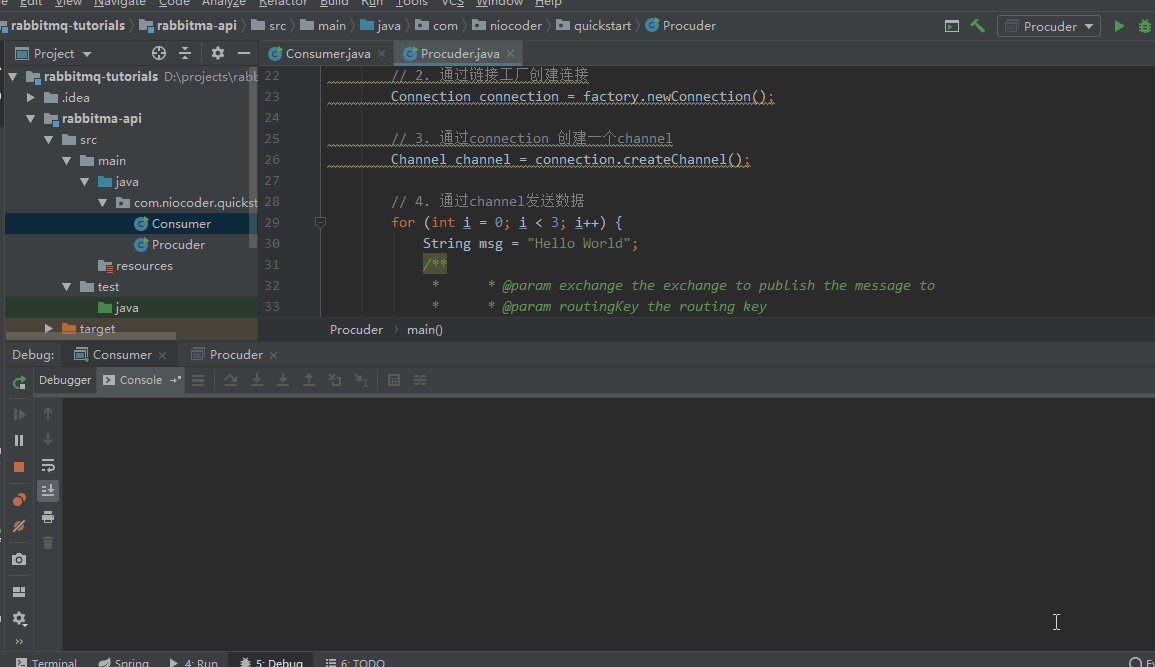 Edit View Navigate Code Analyze Refactor Build Run Tools VCS Window Help
rabbitmq-tutorials rabbitma-api src main java com niocoder quickstart Procuder Procuder
Project Consumer.java Procuder.java
rabbitmq-tutorials D:\projects\rabb
.idea
rabbitma-api
src
main
java
com.niocoder.quickst
Consumer
Procuder
resources
test
java
target
22 // 2. 通过链接工厂创建连接
23 Connection connection = factory.newConnection();
24
25 // 3. 通过connection 创建一个channel
26 Channel channel = connection.createChannel();
27
28 // 4. 通过channel发送数据
29 for (int i = 0; i < 3; i++) {
30 String msg = "Hello World";
31 /**
32 * * @param exchange the exchange to publish the message to
33 * * @param routingKey the routing key
Procuder main()
Debug: Consumer Procuder
Debugger Console
Terminal Spring 4: Run 5: Debug 6: TODO